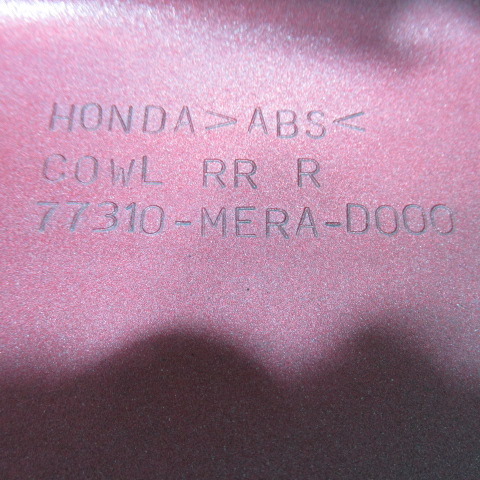 HONDA>ABS<
COWL RR R
77310-MERA-D000